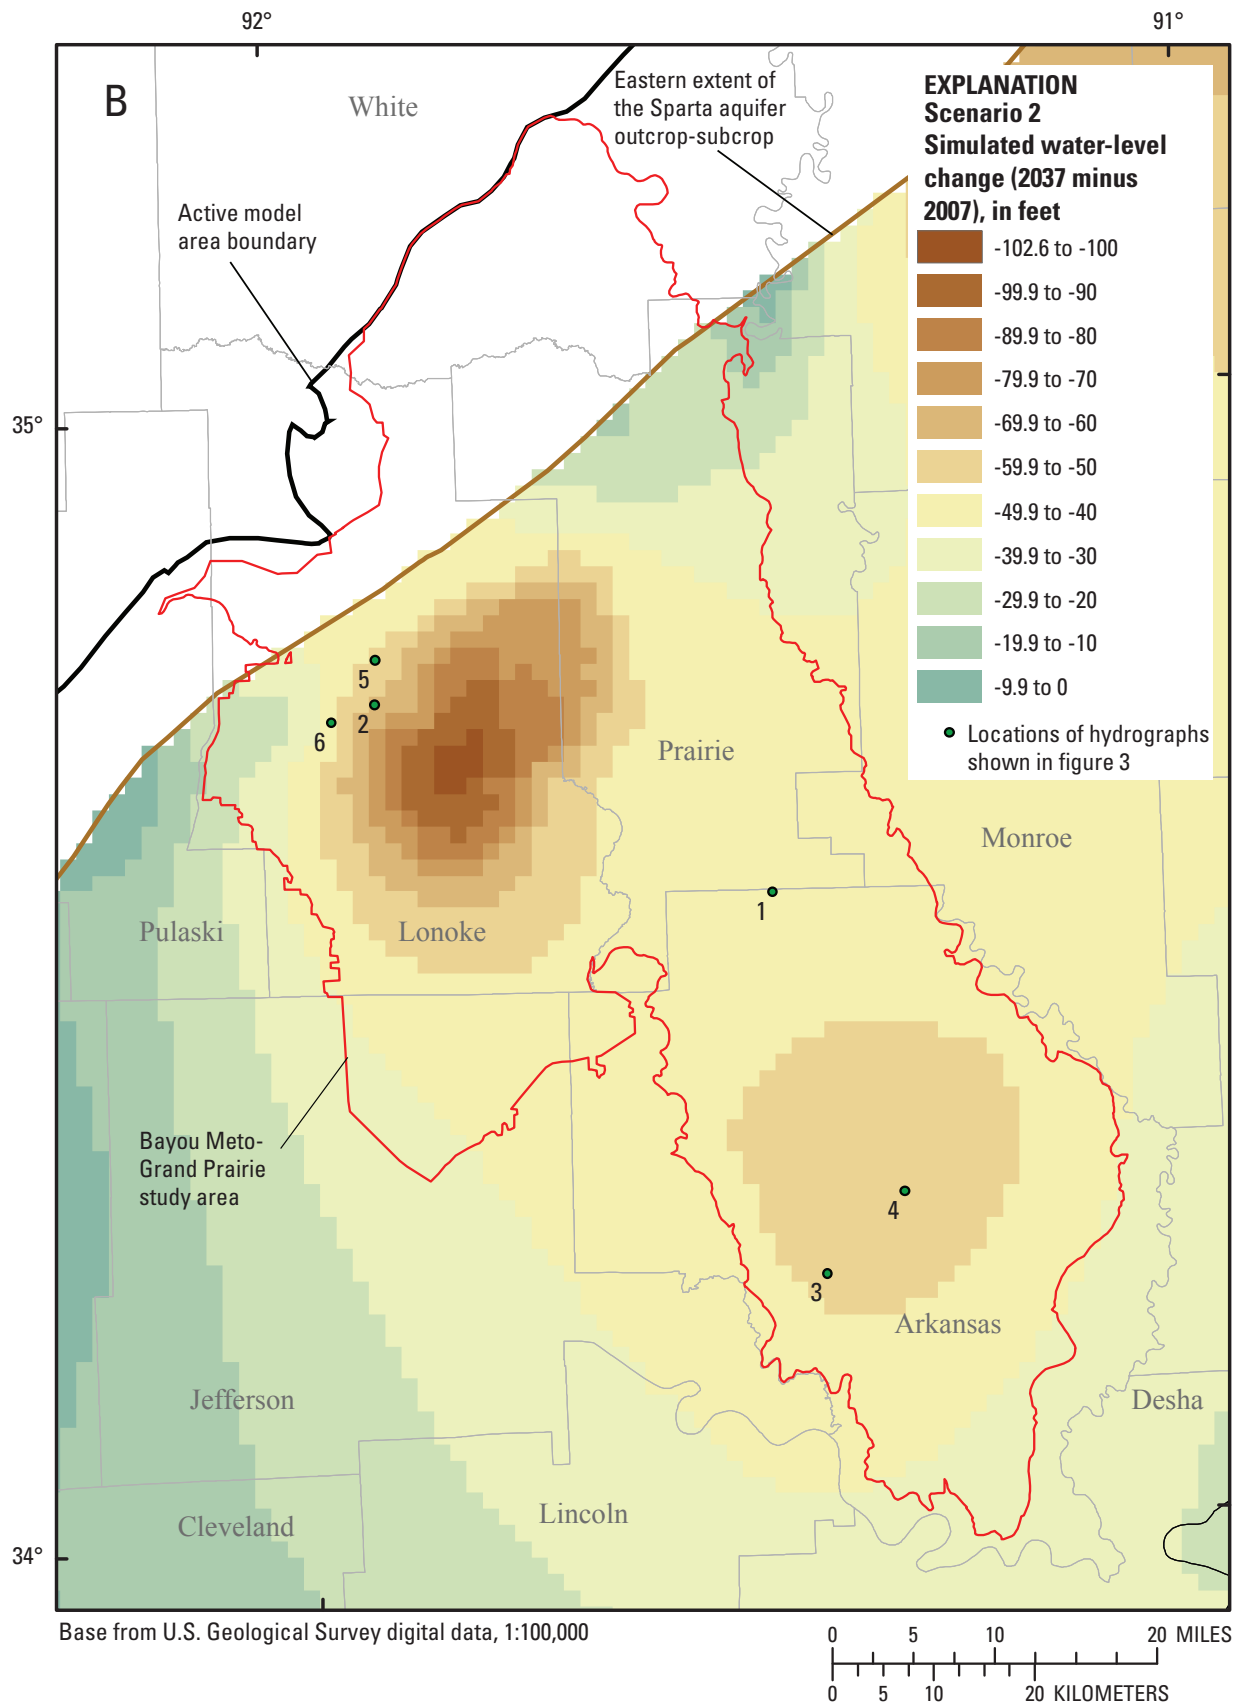 92°
91°
B
White
Eastern extent of
the Sparta aquifer
outcrop-subcrop
Active model
area boundary
EXPLANATION
Scenario 2
Simulated water-level
change (2037 minus
2007), in feet
-102.6 to -100
-99.9 to -90
-89.9 to -80
-79.9 to -70
-69.9 to -60
-59.9 to -50
-49.9 to -40
-39.9 to -30
-29.9 to -20
-19.9 to -10
-9.9 to 0
Locations of hydrographs
shown in figure 3
35°
5
2
6
Prairie
Monroe
1
Pulaski
Lonoke
Bayou Meto-
Grand Prairie
study area
4
3
Arkansas
Jefferson
Desha
Lincoln
Cleveland
34°
Base from U.S. Geological Survey digital data, 1:100,000
0 5 10 20 MILES
0 5 10 20 KILOMETERS